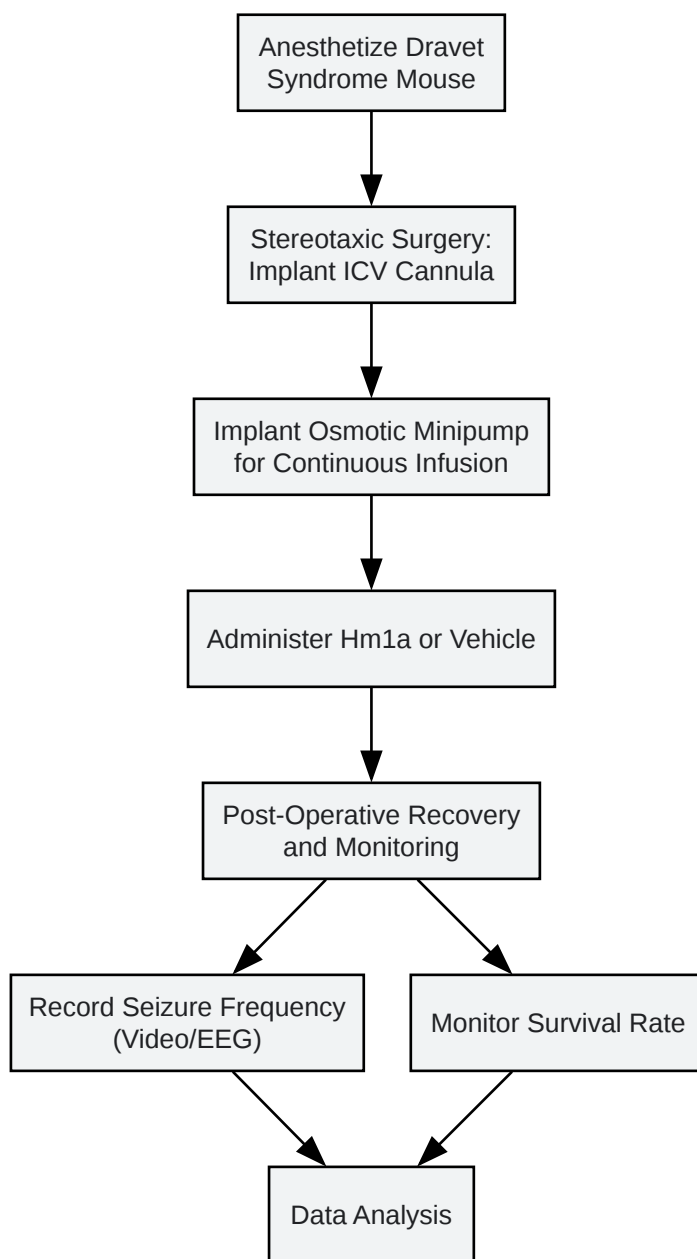 Anesthetize Dravet
Syndrome Mouse
Stereotaxic Surgery:
Implant ICV Cannula
Implant Osmotic Minipump
for Continuous Infusion
Administer Hm1a or Vehicle
Post-Operative Recovery
and Monitoring
Record Seizure Frequency
(Video/EEG)
Monitor Survival Rate
Data Analysis